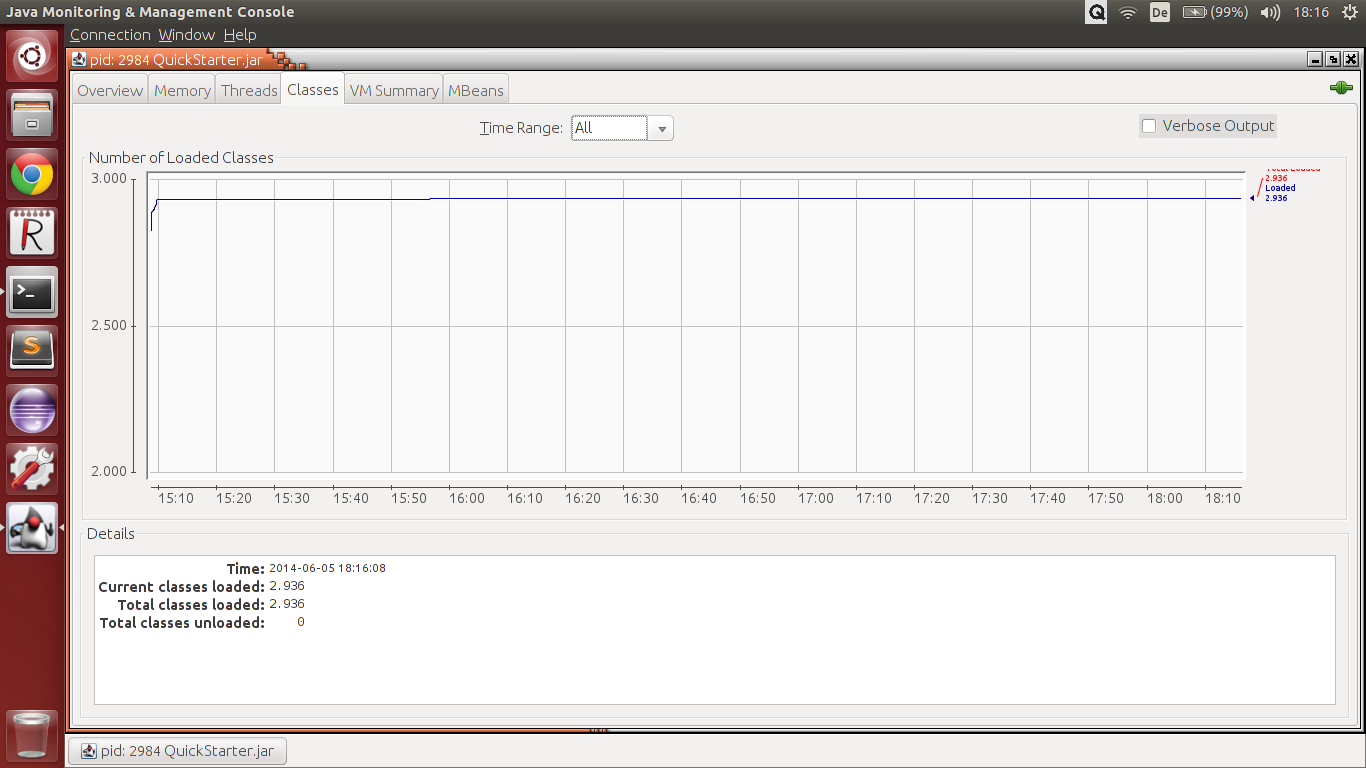 Java Monitoring & Management Console De (99%) 18:16
Connection Window Help
pid: 2984 QuickStarter.jar
Overview Memory Threads Classes VM Summary MBeans
Time Range: All Verbose Output
Number of Loaded Classes
3.000
2.500
2.000
Total Loaded
2.936
Loaded
2.936
15:10 15:20 15:30 15:40 15:50 16:00 16:10 16:20 16:30 16:40 16:50 17:00 17:10 17:20 17:30 17:40 17:50 18:00 18:10
Details
Time: 2014-06-05 18:16:08
Current classes loaded: 2.936
Total classes loaded: 2.936
Total classes unloaded: 0
pid: 2984 QuickStarter.jar